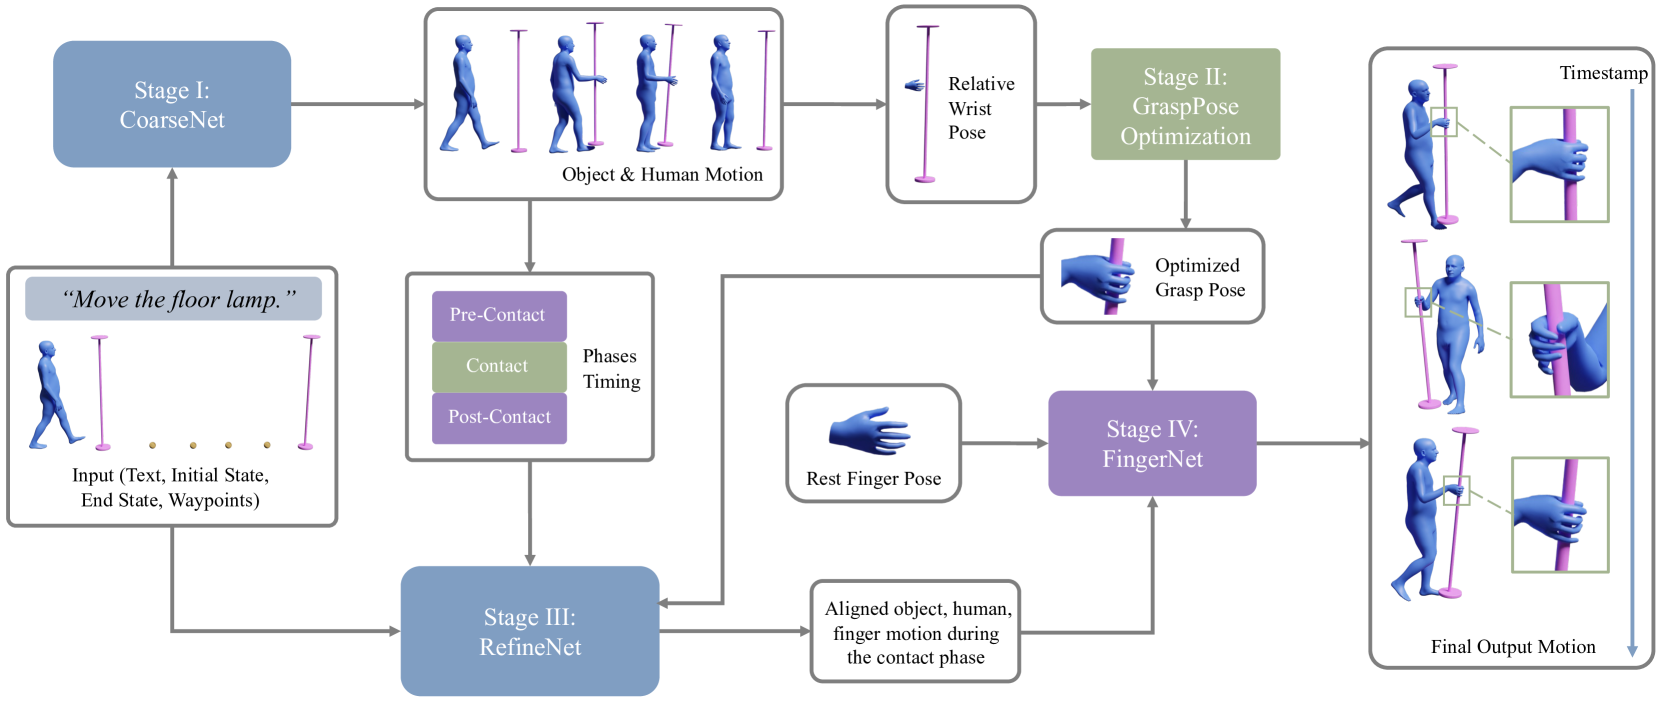 Stage I:
CoarseNet
Object & Human Motion
Relative
Wrist
Pose
Stage II:
GraspPose
Optimization
Timestamp
“Move the floor lamp.”
Input (Text, Initial State,
End State, Waypoints)
Pre-Contact
Contact
Post-Contact
Phases
Timing
Optimized
Grasp Pose
Rest Finger Pose
Stage IV:
FingerNet
Stage III:
RefineNet
Aligned object, human,
finger motion during
the contact phase
Final Output Motion